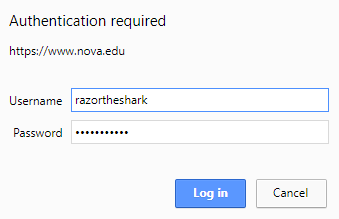 Authentication required
https://www.nova.edu
Username razortheshark
Password •••••••••••
Log in Cancel